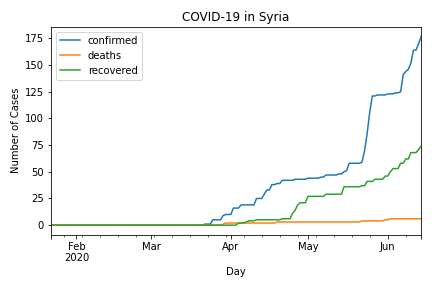 COVID-19 in Syria
confirmed
deaths
recovered
Number of Cases
175
150
125
100
75
50
25
0
Feb
2020
Mar
Apr
May
Jun
Day